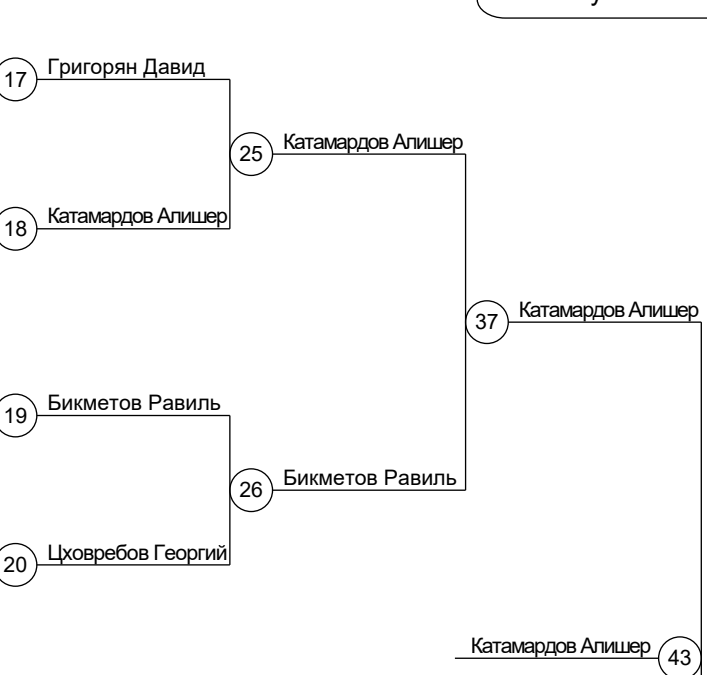 17 Григорян Давид
25 Катамардов Алишер
18 Катамардов Алишер
37 Катамардов Алишер
19 Бикметов Равиль
26 Бикметов Равиль
20 Цховребов Георгий
Катамардов Алишер 43